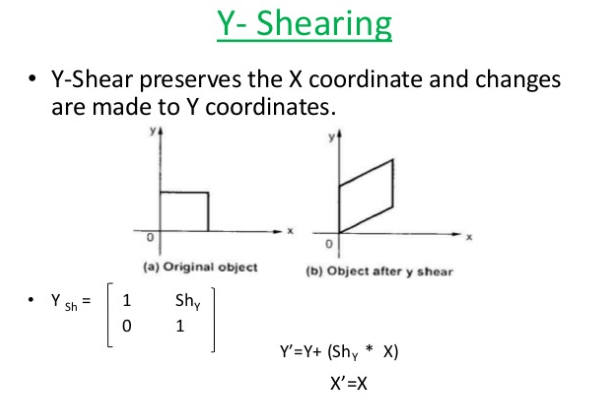 Y- Shearing
• Y-Shear preserves the X coordinate and changes
are made to Y coordinates.
y
0
x
(a) Original object
y
0
x
(b) Object after y shear
• Y Sh = [ 1 Shy
0 1 ]
Y'=Y+ (Shy * X)
X'=X